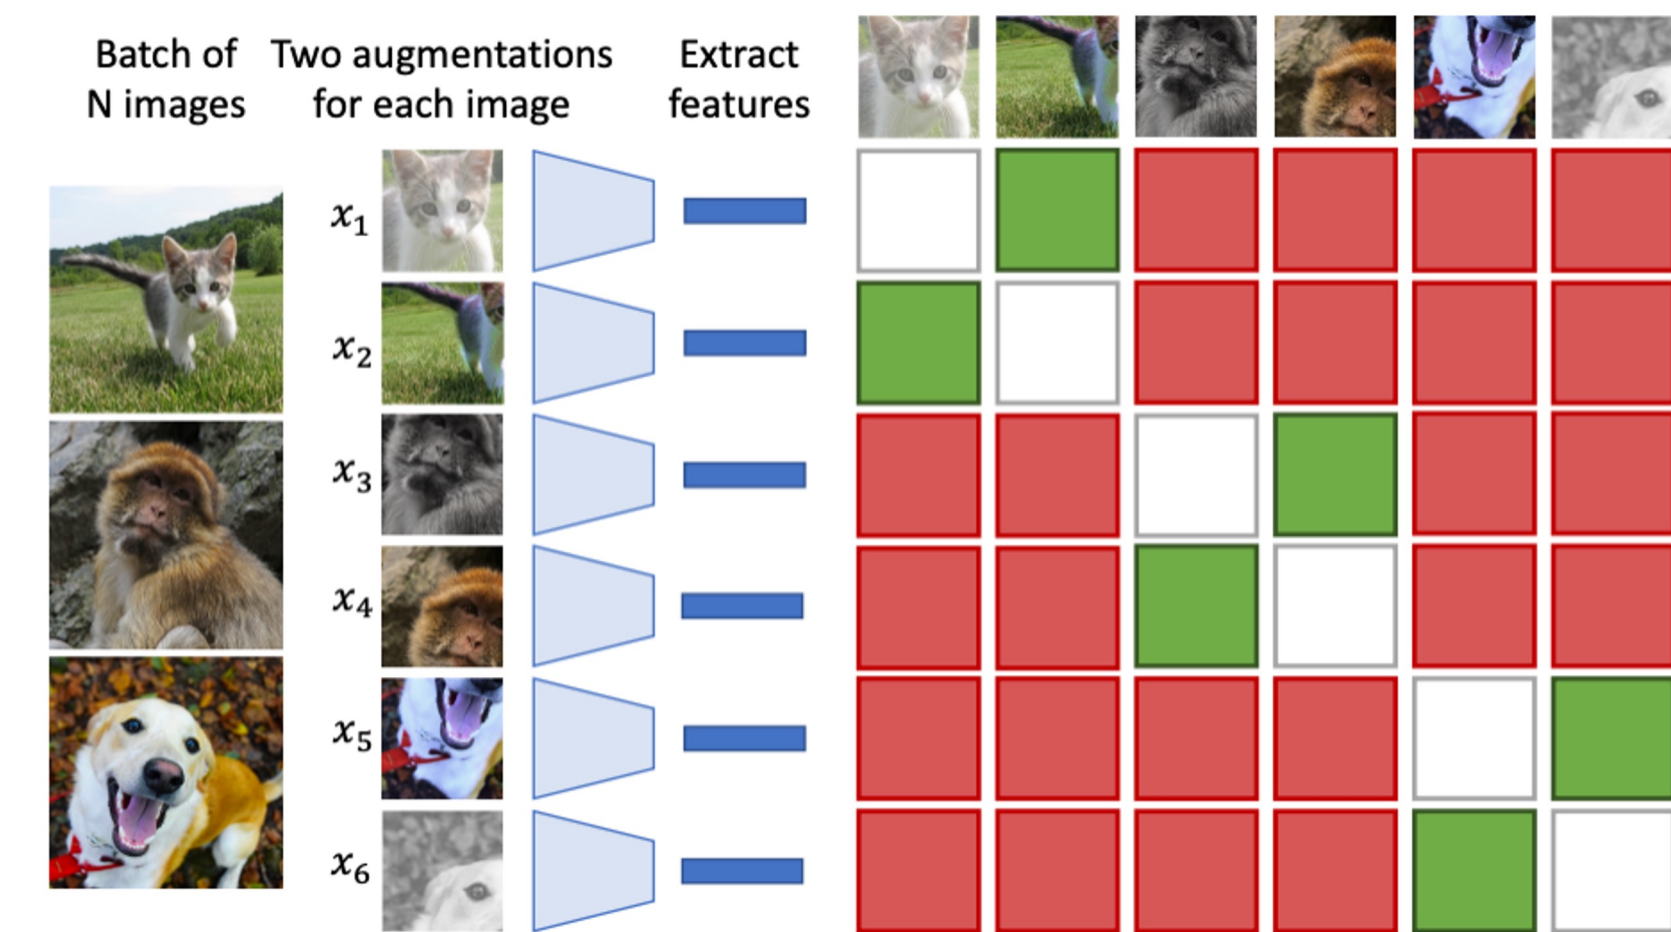 Batch of
N images
Two augmentations
for each image
Extract
features
x₁
x₂
x₃
x₄
x₅
x₆